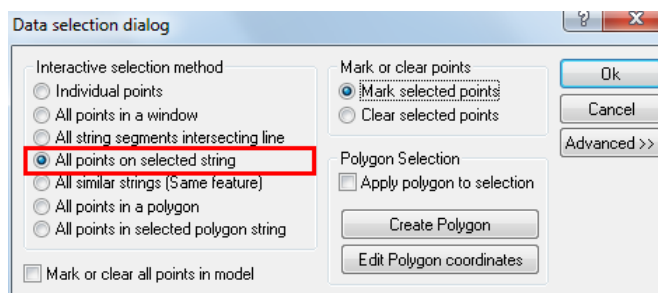 Data selection dialog
Interactive selection method
Individual points
All points in a window
All string segments intersecting line
All points on selected string
All similar strings (Same feature)
All points in a polygon
All points in selected polygon string
Mark or clear all points in model
Mark or clear points
Mark selected points
Clear selected points
Polygon Selection
Apply polygon to selection
Create Polygon
Edit Polygon coordinates
? X
Ok
Cancel
Advanced >>